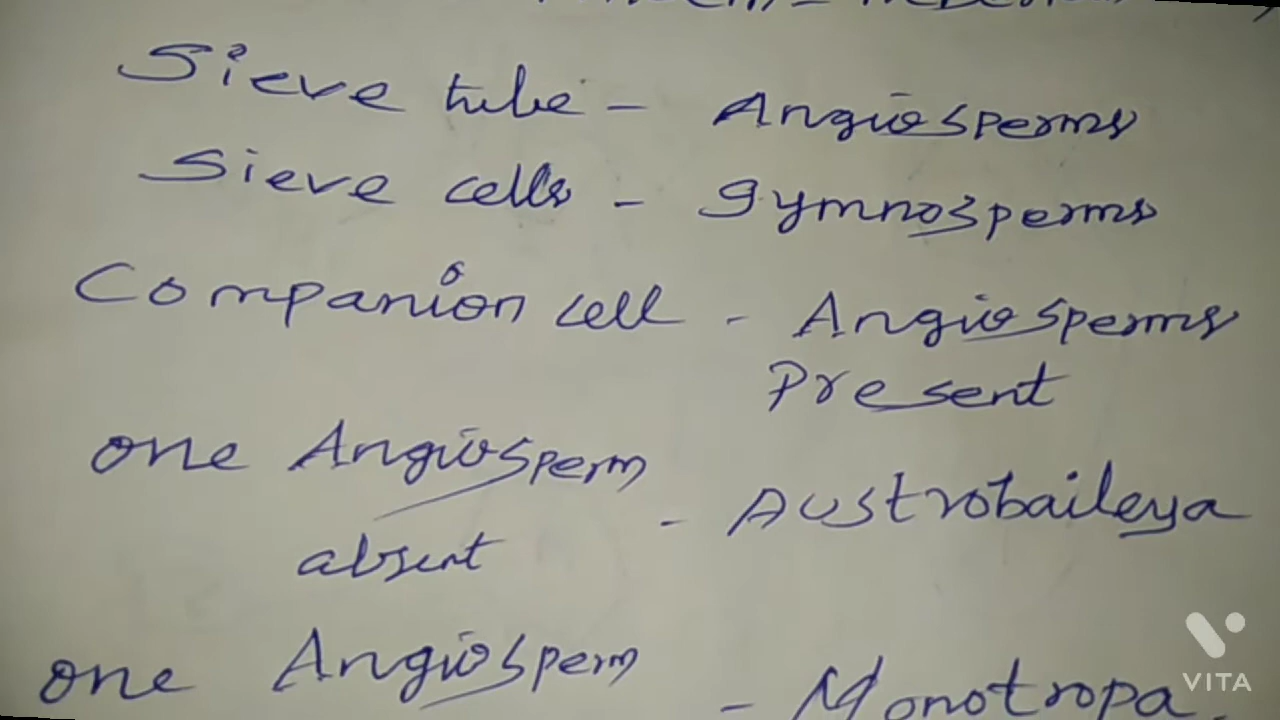 Sieve tube - Angiosperms
Sieve cells - Gymnosperms
Companion cell - Angiosperms
Present
one Angiosperm
absent - Austrobaileya
one Angiosperm - Monotropa.
VITA